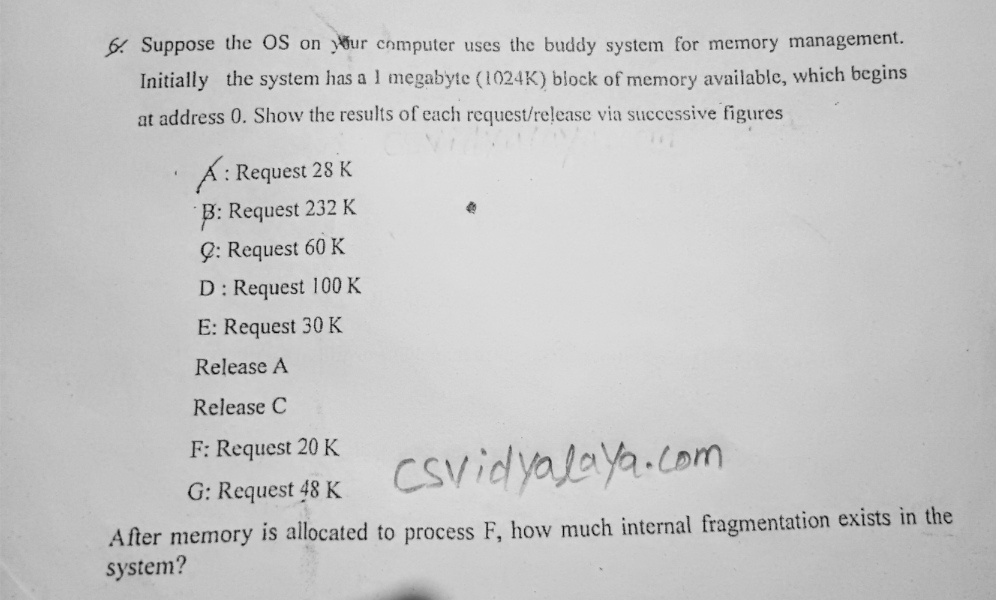 6. Suppose the OS on your computer uses the buddy system for memory management.
Initially the system has a 1 megabyte (1024K) block of memory available, which begins
at address 0. Show the results of each request/release via successive figures
A : Request 28 K
B: Request 232 K
C: Request 60 K
D : Request 100 K
E: Request 30 K
Release A
Release C
F: Request 20 K
G: Request 48 K
csvidyalaya.com
After memory is allocated to process F, how much internal fragmentation exists in the
system?